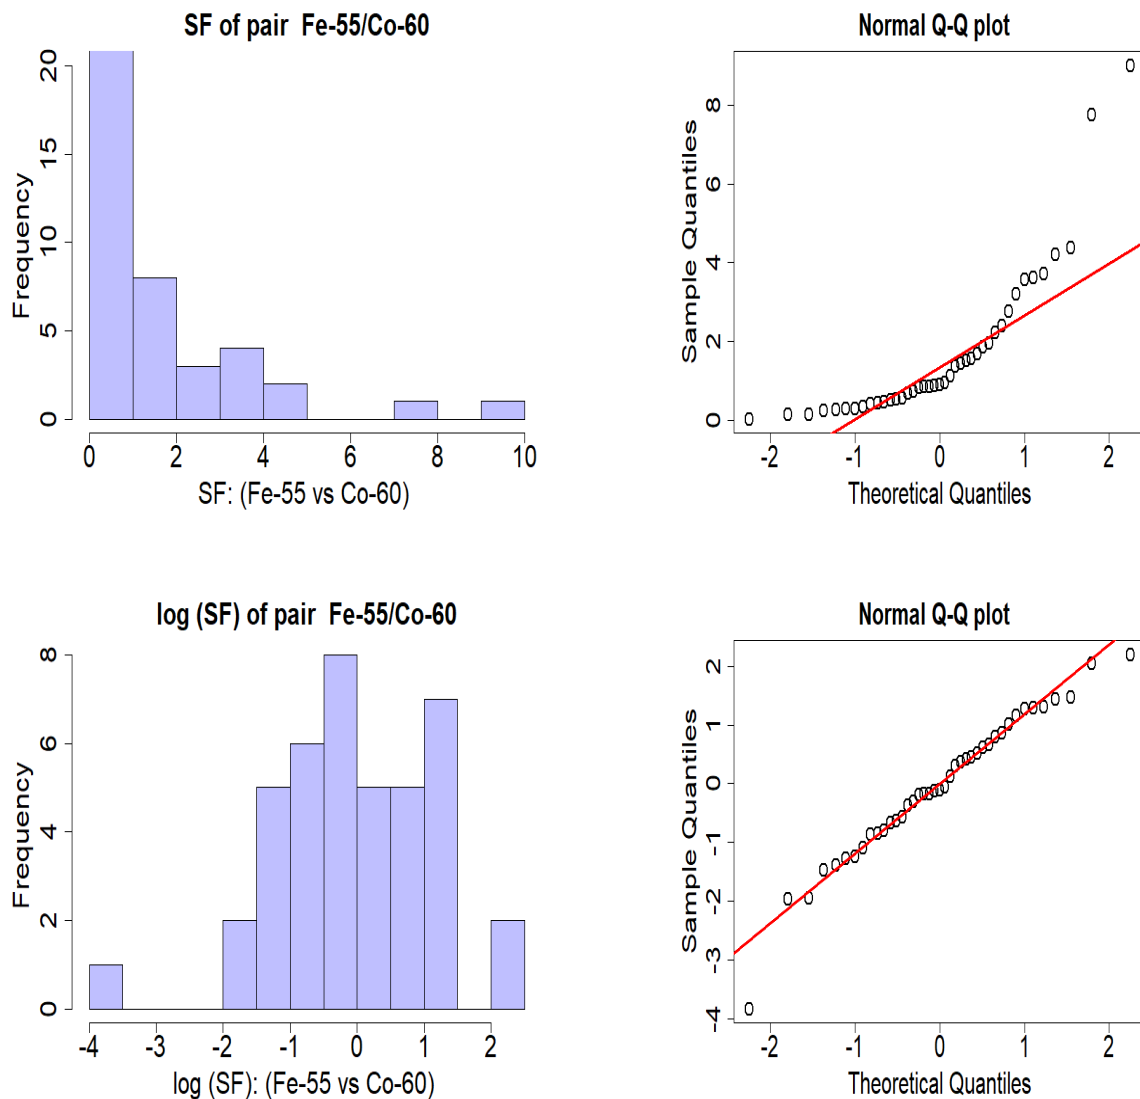 SF of pair Fe-55/Co-60
Frequency
0
5
10
15
20
0 2 4 6 8 10
SF: (Fe-55 vs Co-60)
Normal Q-Q plot
Sample Quantiles
0
2
4
6
8
-2 -1 0 1 2
Theoretical Quantiles
log (SF) of pair Fe-55/Co-60
Frequency
0
2
4
6
8
-4 -3 -2 -1 0 1 2
log (SF): (Fe-55 vs Co-60)
Normal Q-Q plot
Sample Quantiles
-4
-3
-2
-1
0
1
2
-2 -1 0 1 2
Theoretical Quantiles